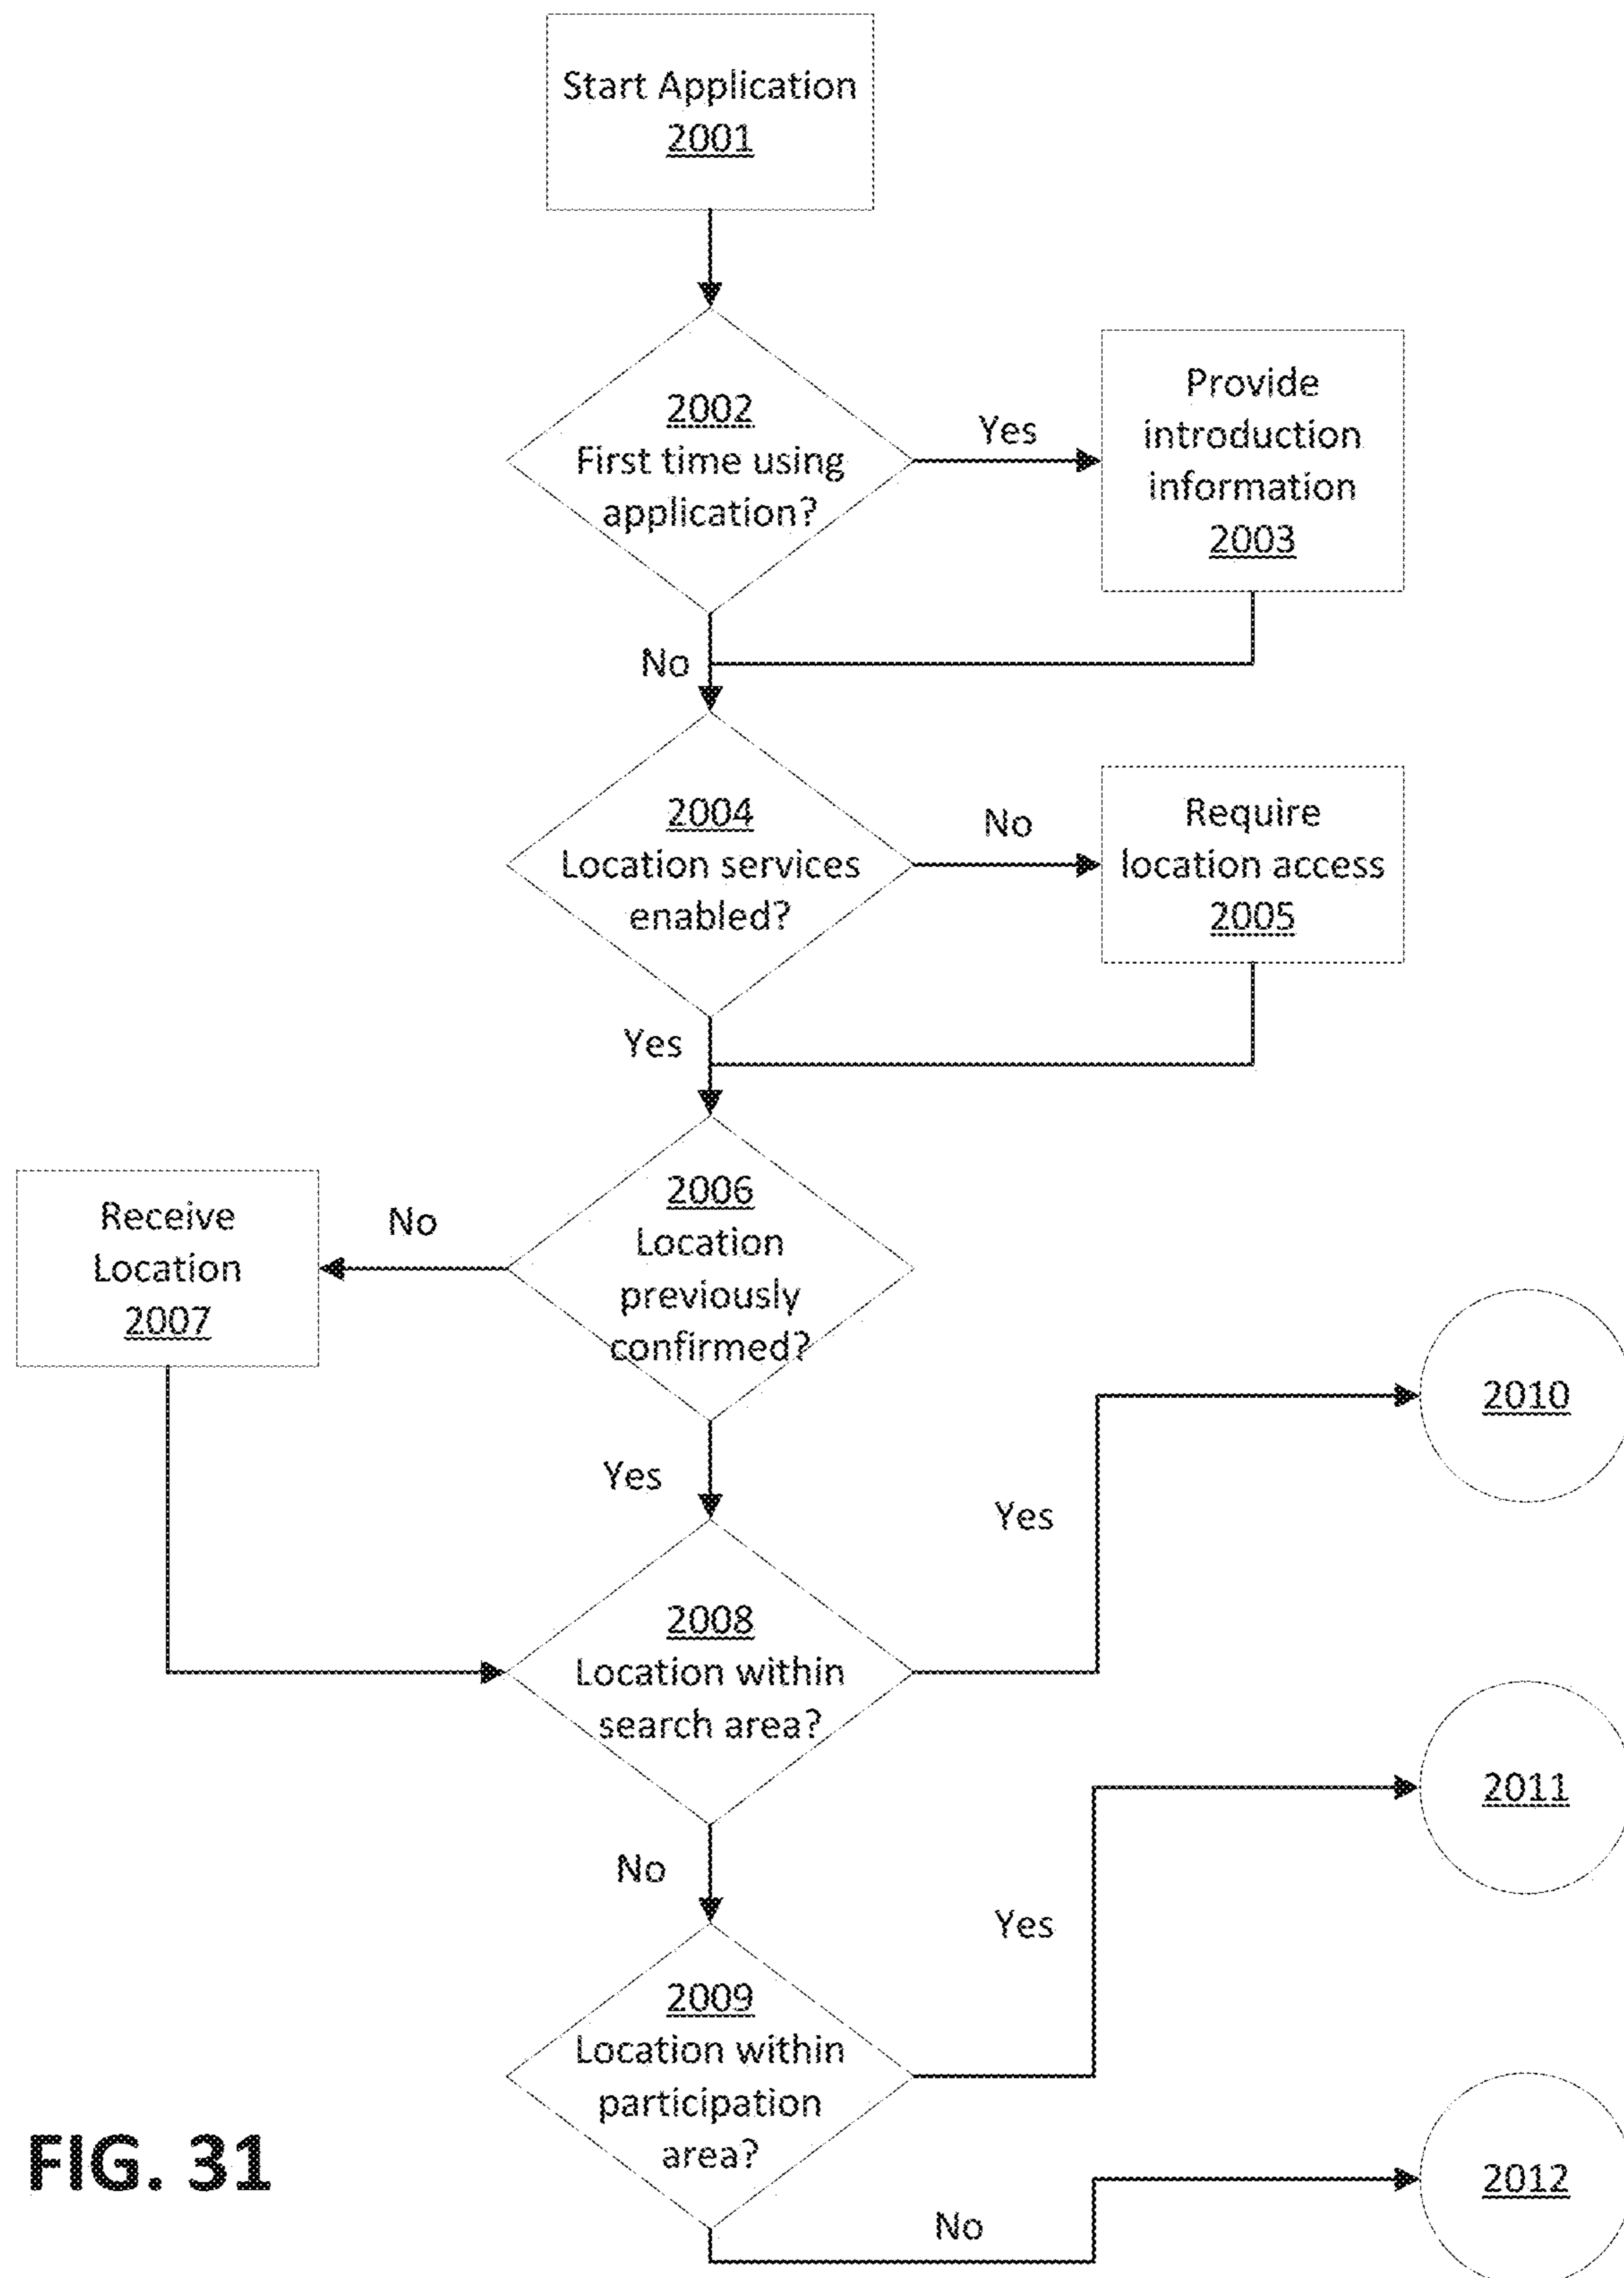 Start Application
2001
2002
First time using
application?
Yes
Provide
introduction
information
2003
No
2004
Location services
enabled?
No
Require
location access
2005
Yes
2006
Location
previously
confirmed?
No
Receive
Location
2007
Yes
2008
Location within
search area?
Yes
2010
No
2009
Location within
participation
area?
Yes
2011
No
2012
FIG. 31